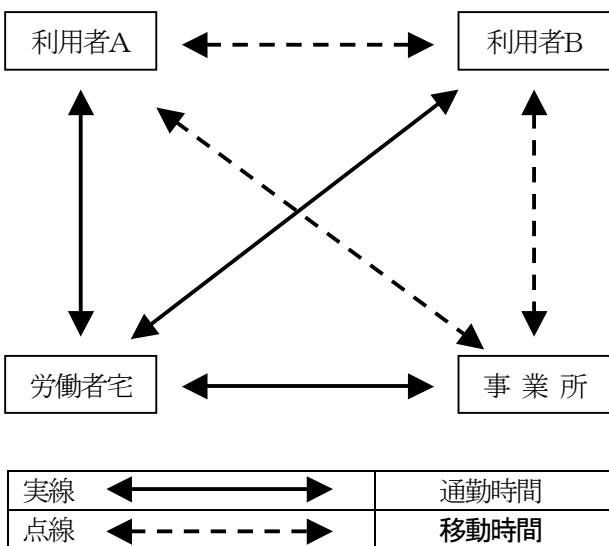 利用者A
利用者B
労働者宅
事 業 所
実線
通勤時間
点線
移動時間